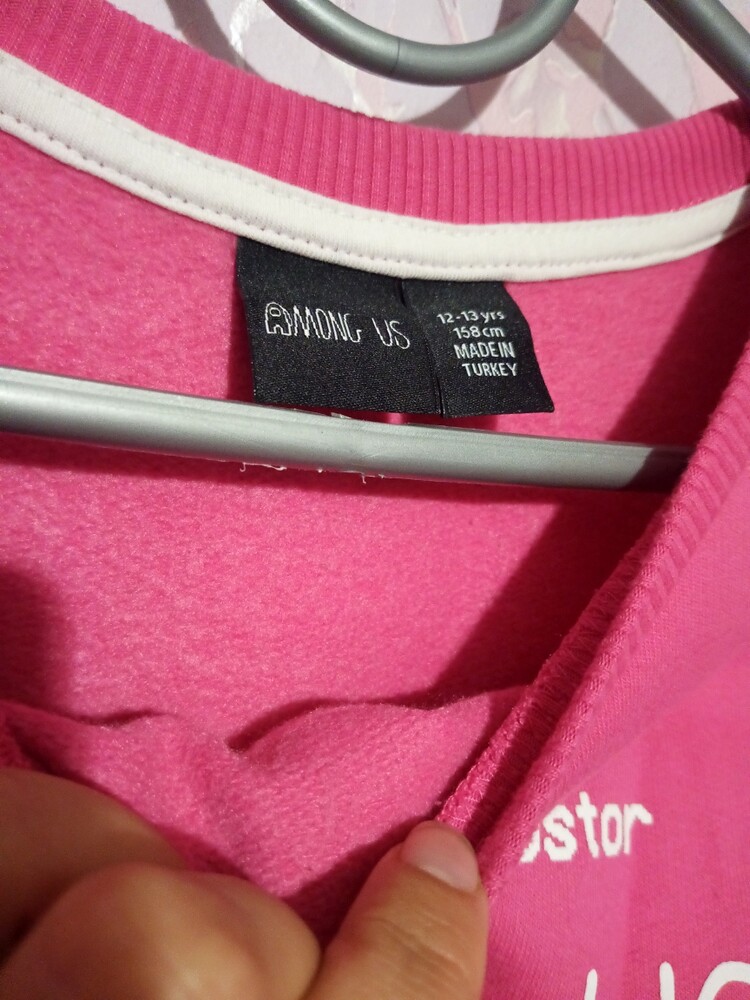 AMONG US
12-13 yrs
158cm
MADE IN
TURKEY
ostor